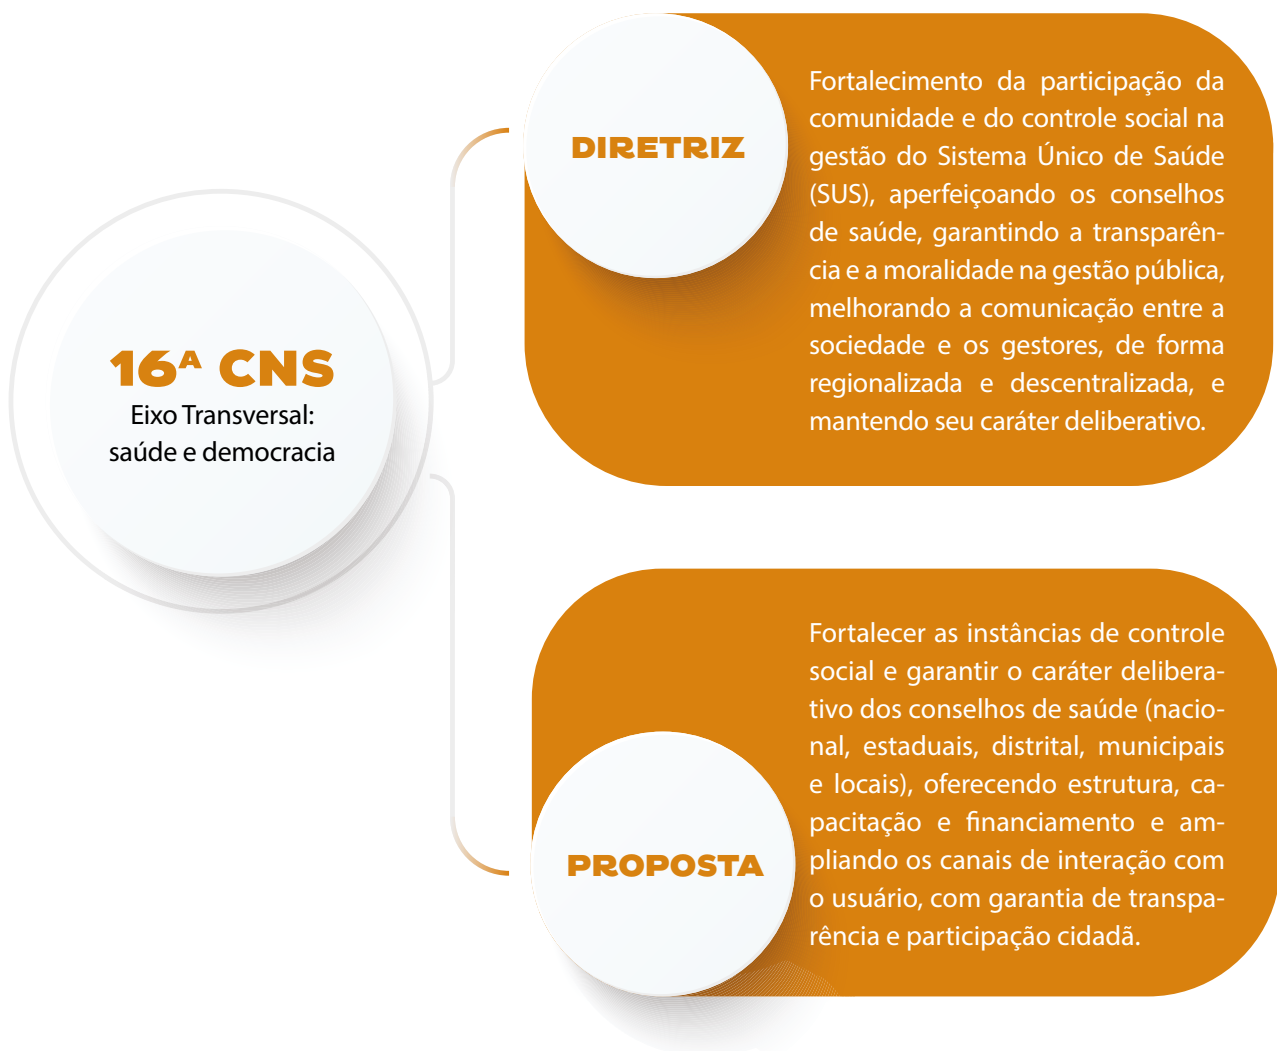 16ª CNS
Eixo Transversal:
saúde e democracia
DIRETRIZ
Fortalecimento da participação da
comunidade e do controle social na
gestão do Sistema Único de Saúde
(SUS), aperfeiçoando os conselhos
de saúde, garantindo a transparên-
cia e a moralidade na gestão pública,
melhorando a comunicação entre a
sociedade e os gestores, de forma
regionalizada e descentralizada, e
mantendo seu caráter deliberativo.
PROPOSTA
Fortalecer as instâncias de controle
social e garantir o caráter delibera-
tivo dos conselhos de saúde (nacio-
nal, estaduais, distrital, municipais
e locais), oferecendo estrutura, ca-
pacitação e financiamento e am-
pliando os canais de interação com
o usuário, com garantia de transpa-
rência e participação cidadã.